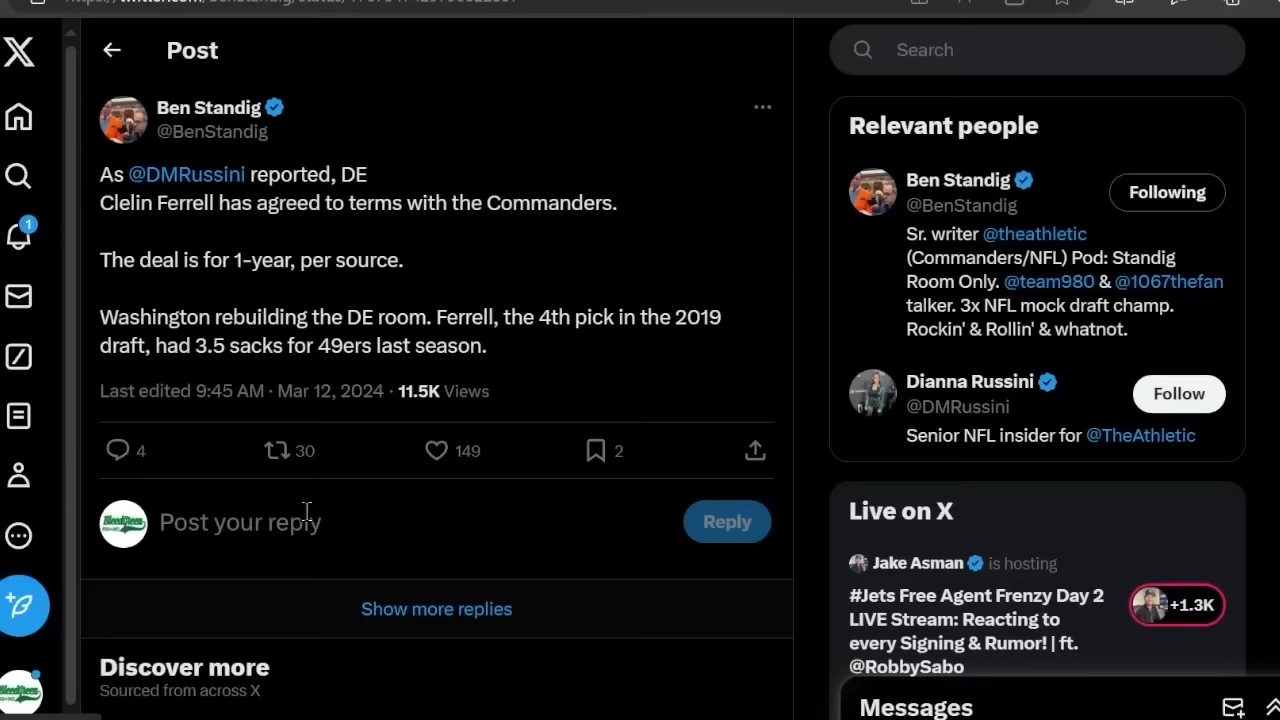 Post
Search
Ben Standig
@BenStandig
As @DMRussini reported, DE
Clelin Ferrell has agreed to terms with the Commanders.
The deal is for 1-year, per source.
Washington rebuilding the DE room. Ferrell, the 4th pick in the 2019
draft, had 3.5 sacks for 49ers last season.
Last edited 9:45 AM · Mar 12, 2024 · 11.5K Views
4
30
149
2
1
Post your reply
Reply
Show more replies
Discover more
Sourced from across X
Relevant people
Ben Standig
@BenStandig
Following
Sr. writer @theathletic
(Commanders/NFL) Pod: Standig
Room Only. @team980 & @1067thefan
talker. 3x NFL mock draft champ.
Rockin' & Rollin' & whatnot.
Dianna Russini
@DMRussini
Follow
Senior NFL insider for @TheAthletic
Live on X
Jake Asman is hosting
#Jets Free Agent Frenzy Day 2
LIVE Stream: Reacting to
every Signing & Rumor! | ft.
@RobbySabo
+1.3K
Messages